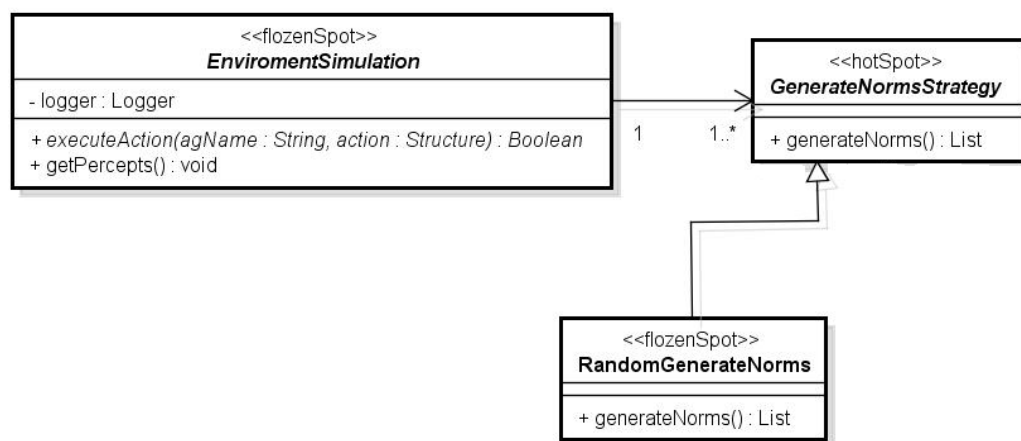 <<flozenSpot>>
EnviromentSimulation
- logger : Logger
+ executeAction(agName : String, action : Structure) : Boolean
+ getPercepts() : void
1
1..*
<<hotSpot>>
GenerateNormsStrategy
+ generateNorms() : List
<<flozenSpot>>
RandomGenerateNorms
+ generateNorms() : List